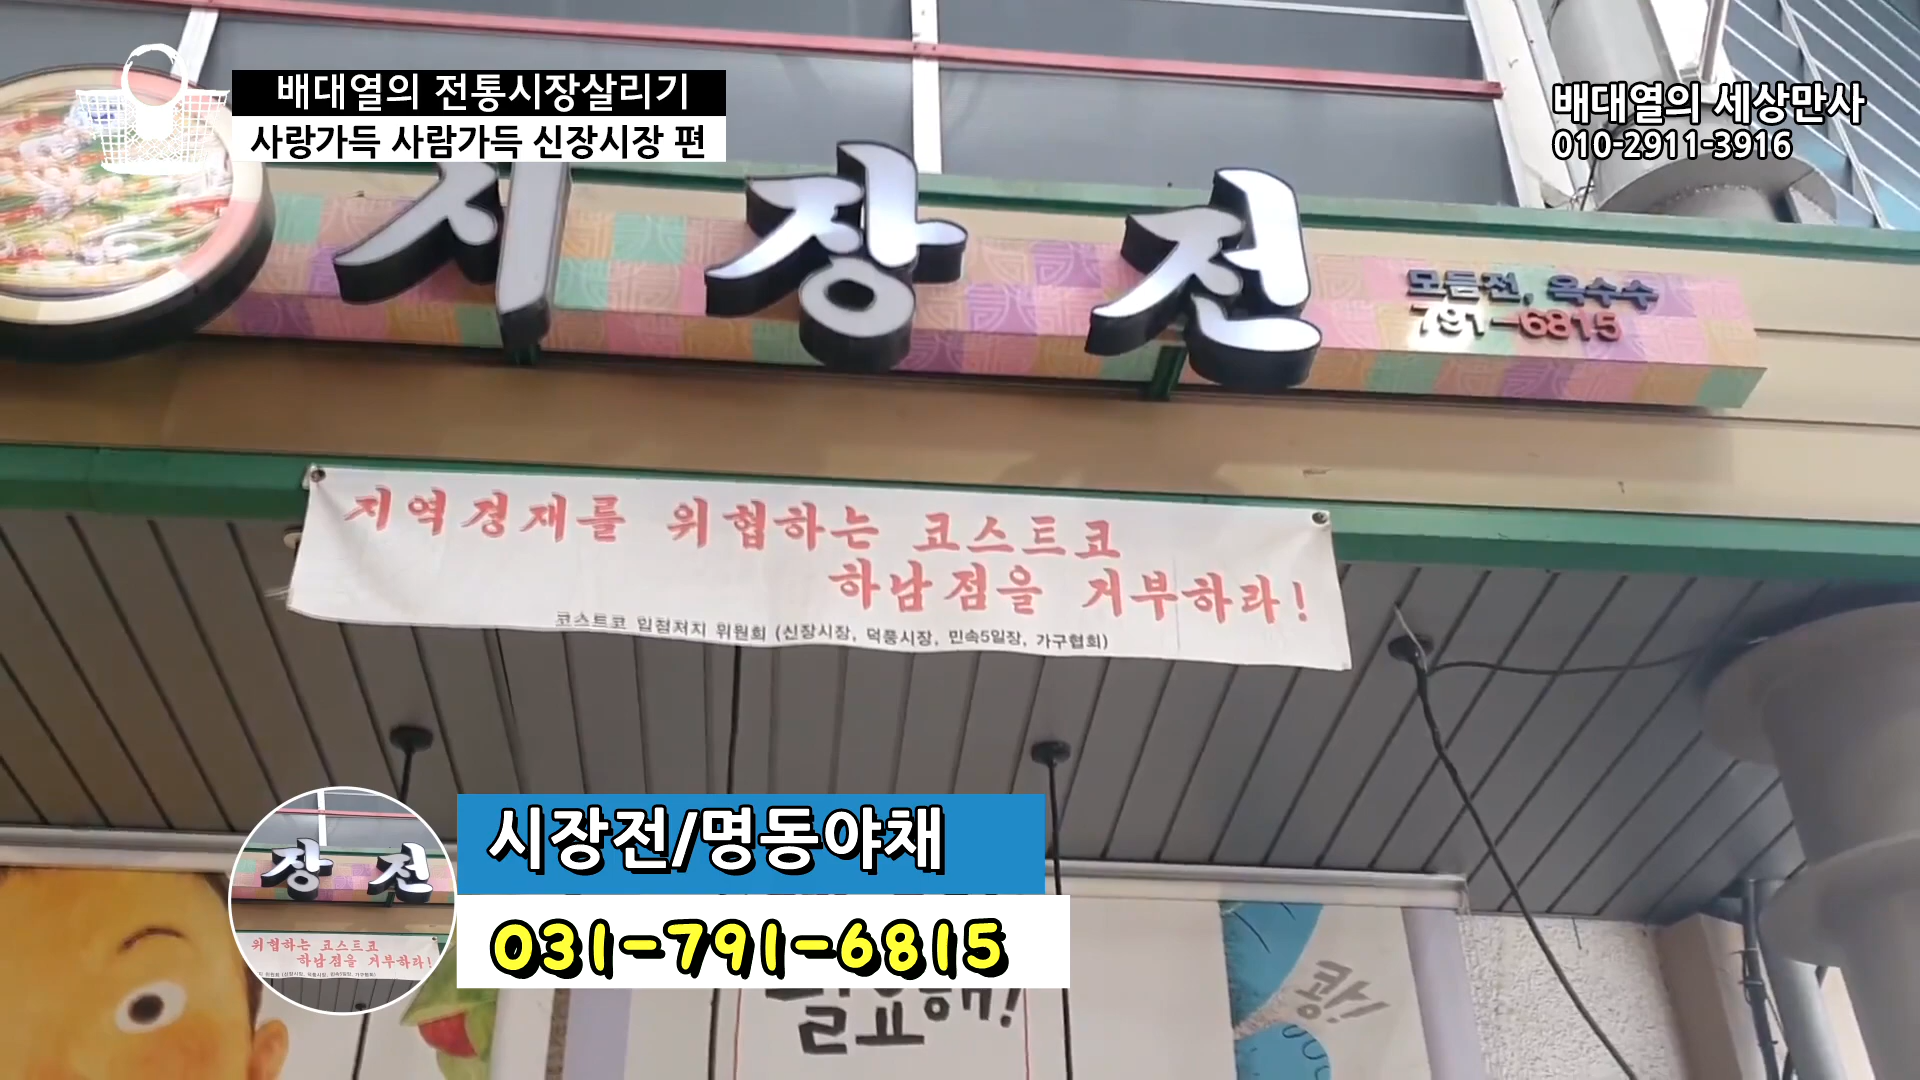 배대열의 전통시장살리기
사랑가득 사람가득 신장시장 편
배대열의 세상만사
010-2911-3916
시장전
모듬전, 옥수수
791-6815
지역경재를 위협하는 코스트코
하남점을 거부하라!
코스트코 입점저지 위원회 (신장시장, 덕풍시장, 민속5일장, 가구협회)
시장전/명동야채
031-791-6815
장 전
위협하는 코스트코
하남점을 거부하라!
필요해!
쾅!